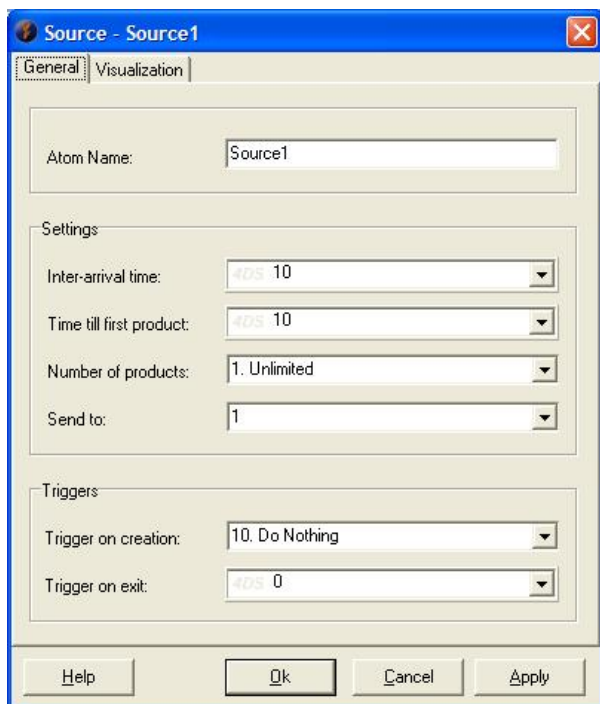 Source - Source1
General Visualization
Atom Name: Source1
Settings
Inter-arrival time: 4DS 10
Time till first product: 4DS 10
Number of products: 1. Unlimited
Send to: 1
Triggers
Trigger on creation: 10. Do Nothing
Trigger on exit: 4DS 0
Help Ok Cancel Apply